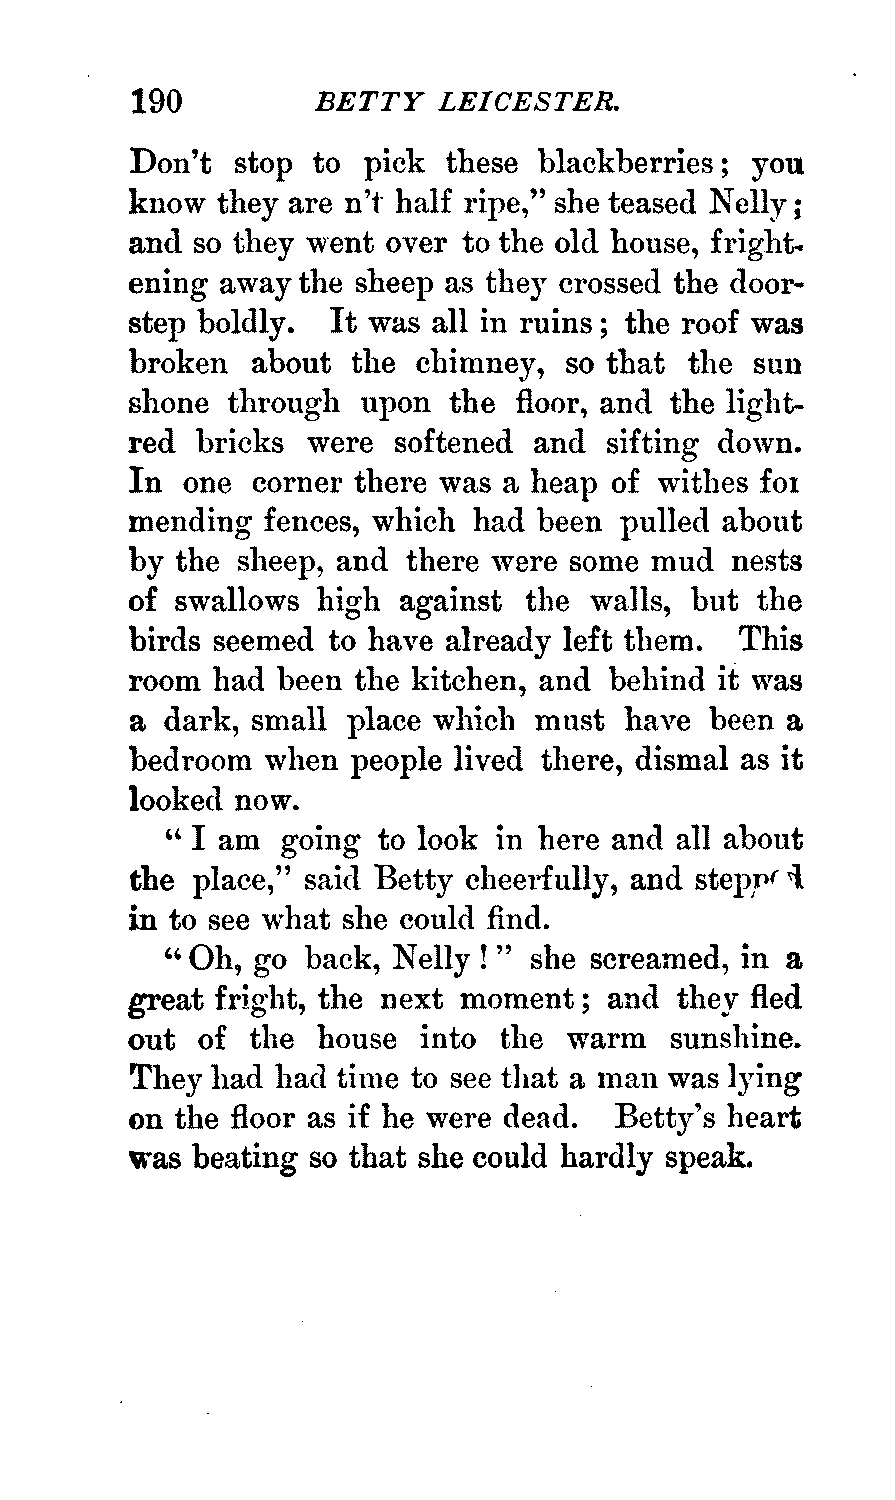 190 BETTY LEICESTER.
Don't stop to pick these blackberries; you
know they are n't half ripe," she teased Nelly;
and so they went over to the old house, fright-
ening away the sheep as they crossed the door-
step boldly. It was all in ruins; the roof was
broken about the chimney, so that the sun
shone through upon the floor, and the light-
red bricks were softened and sifting down.
In one corner there was a heap of withes for
mending fences, which had been pulled about
by the sheep, and there were some mud nests
of swallows high against the walls, but the
birds seemed to have already left them. This
room had been the kitchen, and behind it was
a dark, small place which must have been a
bedroom when people lived there, dismal as it
looked now.
"I am going to look in here and all about
the place," said Betty cheerfully, and stepped
in to see what she could find.
"Oh, go back, Nelly!" she screamed, in a
great fright, the next moment; and they fled
out of the house into the warm sunshine.
They had had time to see that a man was lying
on the floor as if he were dead. Betty's heart
was beating so that she could hardly speak.